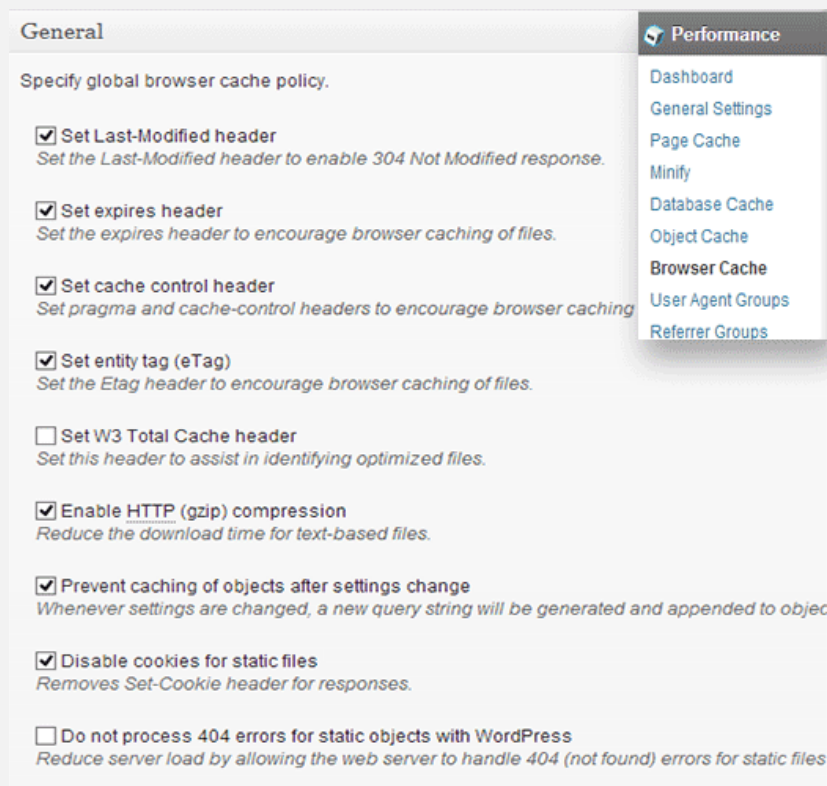 General
Specify global browser cache policy.
Set Last-Modified header
Set the Last-Modified header to enable 304 Not Modified response.
Set expires header
Set the expires header to encourage browser caching of files.
Set cache control header
Set pragma and cache-control headers to encourage browser caching
Set entity tag (eTag)
Set the Etag header to encourage browser caching of files.
Set W3 Total Cache header
Set this header to assist in identifying optimized files.
Enable HTTP (gzip) compression
Reduce the download time for text-based files.
Prevent caching of objects after settings change
Whenever settings are changed, a new query string will be generated and appended to
Disable cookies for static files
Removes Set-Cookie header for responses.
Do not process 404 errors for static objects with WordPress
Reduce server load by allowing the web server to handle 404 (not found) errors for static files
Performance
Dashboard
General Settings
Page Cache
Minify
Database Cache
Object Cache
Browser Cache
User Agent Groups
Referrer Groups